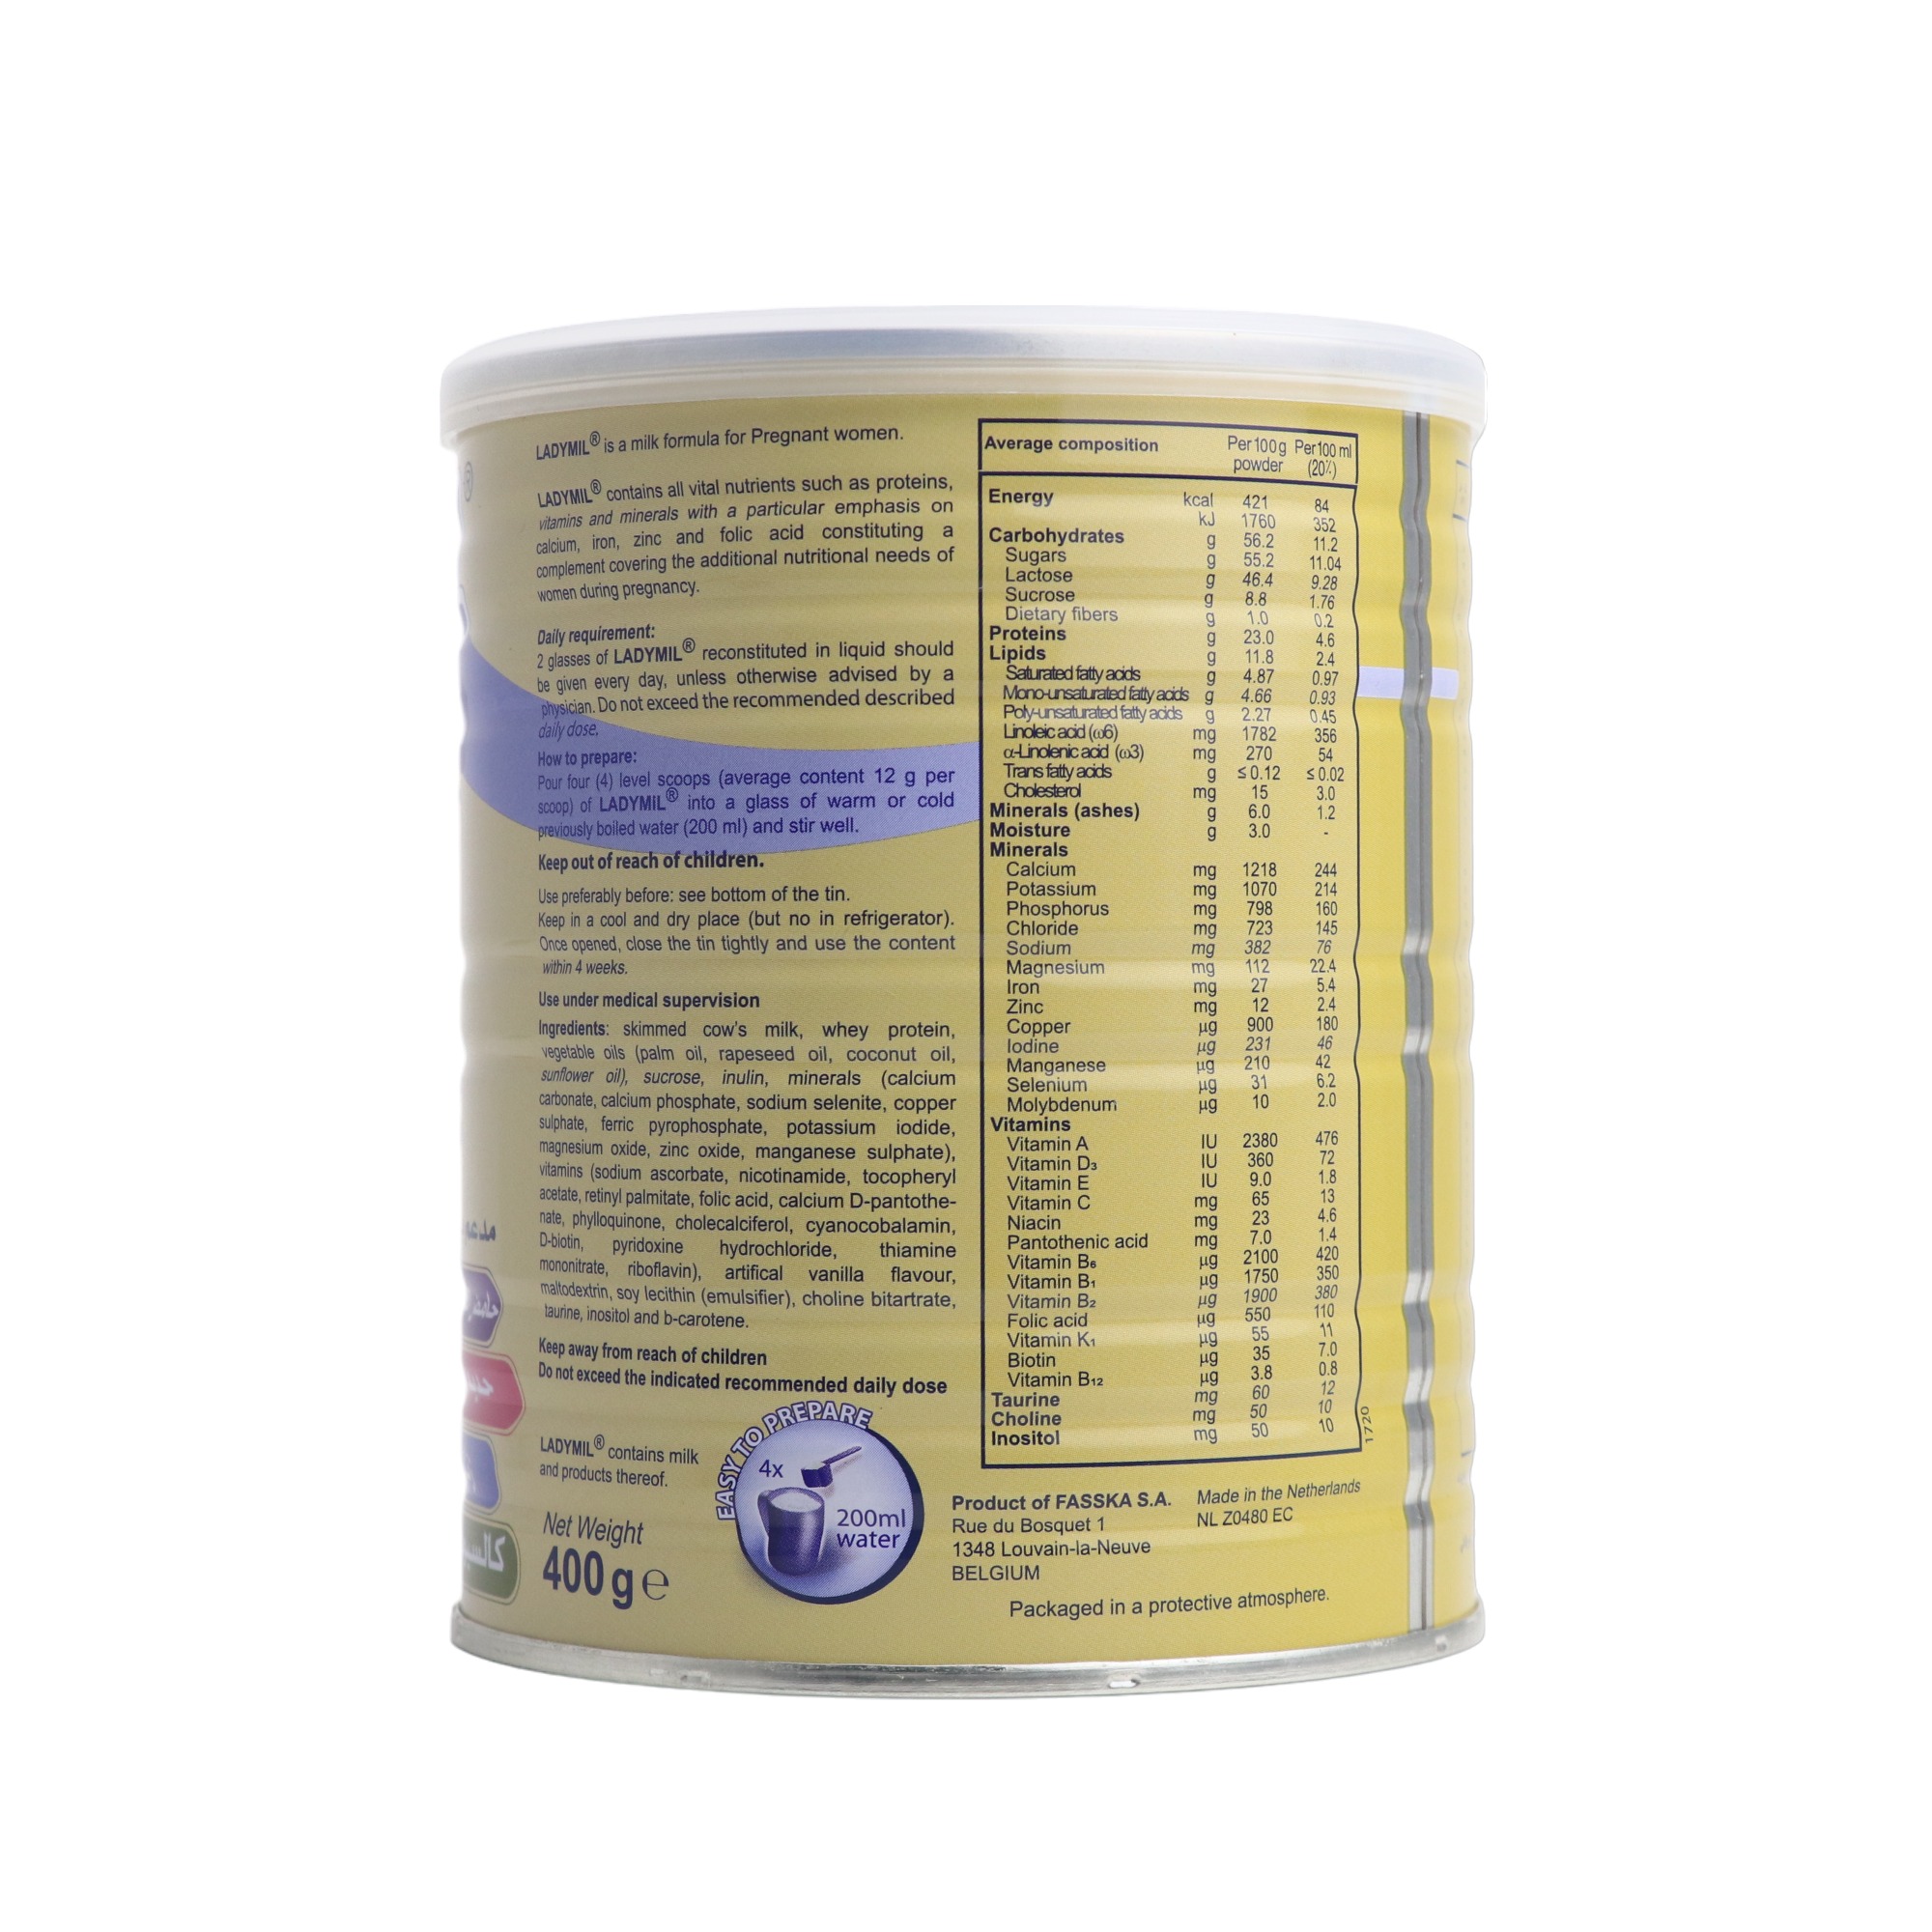 LADYMIL® is a milk formula for Pregnant women.
LADYMIL® contains all vital nutrients such as proteins,
vitamins and minerals with a particular emphasis on
calcium, iron, zinc and folic acid constituting a
complement covering the additional nutritional needs of
women during pregnancy.
Daily requirement:
2 glasses of LADYMIL® reconstituted in liquid should
be given every day, unless otherwise advised by a
physician. Do not exceed the recommended described
daily dose.
How to prepare:
Pour four (4) level scoops (average content 12 g per
scoop) of LADYMIL® into a glass of warm or cold
previously boiled water (200 ml) and stir well.
Keep out of reach of children.
Use preferably before: see bottom of the tin.
Keep in a cool and dry place (but no in refrigerator).
Once opened, close the tin tightly and use the content
within 4 weeks.
Use under medical supervision
Ingredients: skimmed cow's milk, whey protein,
vegetable oils (palm oil, rapeseed oil, coconut oil,
sunflower oil), sucrose, inulin, minerals (calcium
carbonate, calcium phosphate, sodium selenite, copper
sulphate, ferric pyrophosphate, potassium iodide,
magnesium oxide, zinc oxide, manganese sulphate),
vitamins (sodium ascorbate, nicotinamide, tocopheryl
acetate, retinyl palmitate, folic acid, calcium D-pantothe-
nate, phylloquinone, cholecalciferol, cyanocobalamin,
D-biotin, pyridoxine hydrochloride, thiamine
mononitrate, riboflavin), artifical vanilla flavour,
maltodextrin, soy lecithin (emulsifier), choline bitartrate,
taurine, inositol and b-carotene.
Keep away from reach of children
Do not exceed the indicated recommended daily dose
LADYMIL® contains milk
and products thereof.
Net Weight
400 g e
EASY TO PREPARE
4x
200ml
water
Average composition Per 100 g powder Per 100 ml (20%)
Energy kcal 421 84
kJ 1760 352
Carbohydrates g 56.2 11.2
Sugars g 55.2 11.04
Lactose g 46.4 9.28
Sucrose g 8.8 1.76
Dietary fibers g 1.0 0.2
Proteins g 23.0 4.6
Lipids g 11.8 2.4
Saturated fatty acids g 4.87 0.97
Mono-unsaturated fatty acids g 4.66 0.93
Poly-unsaturated fatty acids g 2.27 0.45
Linoleic acid (ω6) mg 1782 356
α-Linolenic acid (ω3) mg 270 54
Trans fatty acids g ≤ 0.12 ≤ 0.02
Cholesterol mg 15 3.0
Minerals (ashes) g 6.0 1.2
Moisture g 3.0 -
Minerals
Calcium mg 1218 244
Potassium mg 1070 214
Phosphorus mg 798 160
Chloride mg 723 145
Sodium mg 382 76
Magnesium mg 112 22.4
Iron mg 27 5.4
Zinc mg 12 2.4
Copper µg 900 180
Iodine µg 231 46
Manganese µg 210 42
Selenium µg 31 6.2
Molybdenum µg 10 2.0
Vitamins
Vitamin A IU 2380 476
Vitamin D₃ IU 360 72
Vitamin E IU 9.0 1.8
Vitamin C mg 65 13
Niacin mg 23 4.6
Pantothenic acid mg 7.0 1.4
Vitamin B₆ µg 2100 420
Vitamin B₁ µg 1750 350
Vitamin B₂ µg 1900 380
Folic acid µg 550 110
Vitamin K₁ µg 55 11
Biotin µg 35 7.0
Vitamin B₁₂ µg 3.8 0.8
Taurine mg 60 12
Choline mg 50 10
Inositol mg 50 10
1720
Product of FASSKA S.A.
Rue du Bosquet 1
1348 Louvain-la-Neuve
BELGIUM
Made in the Netherlands
NL Z0480 EC
Packaged in a protective atmosphere.